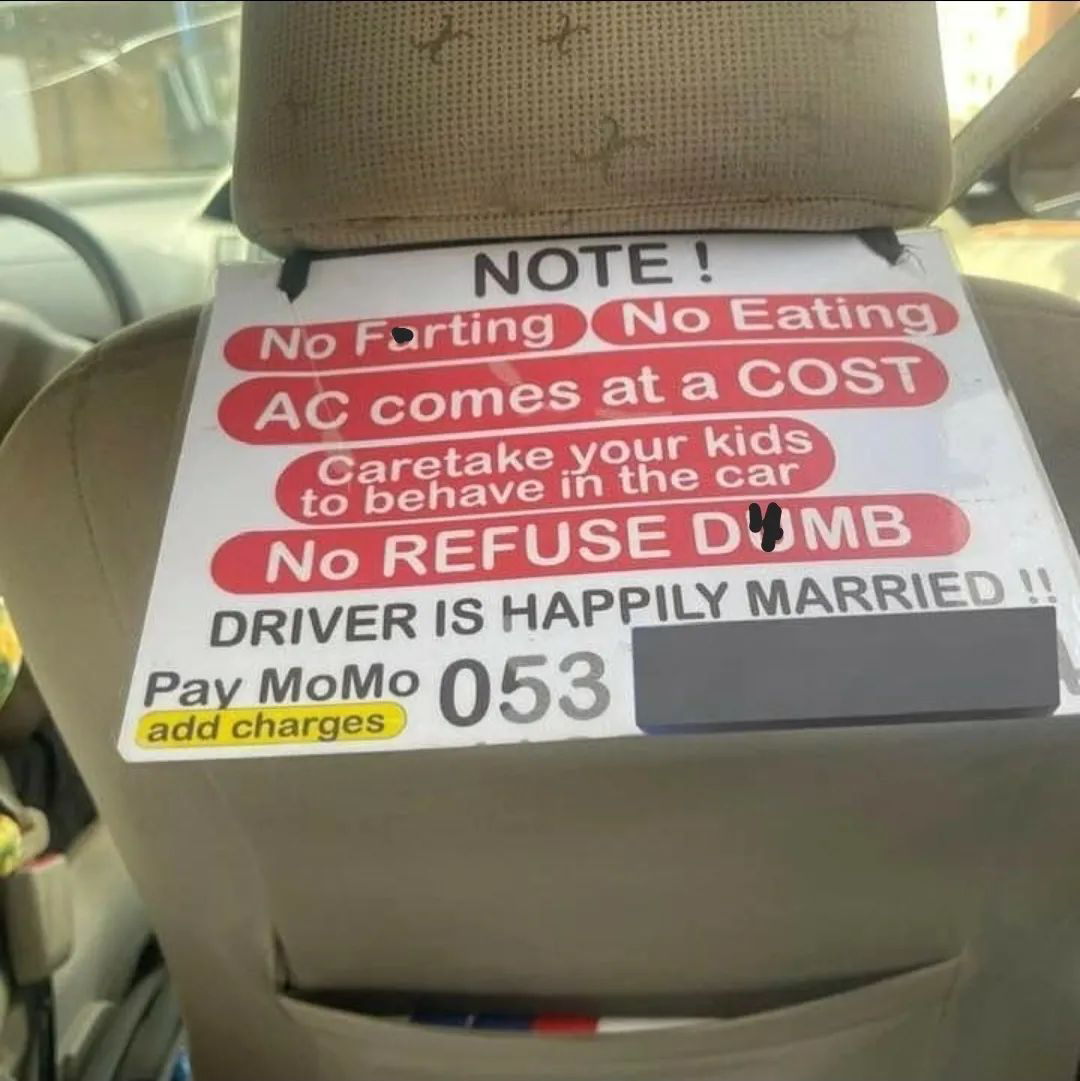 NOTE !
No Farting No Eating
AC comes at a COST
Caretake your kids
to behave in the car
No REFUSE DUMB
DRIVER IS HAPPILY MARRIED !!
Pay MoMo 053
add charges